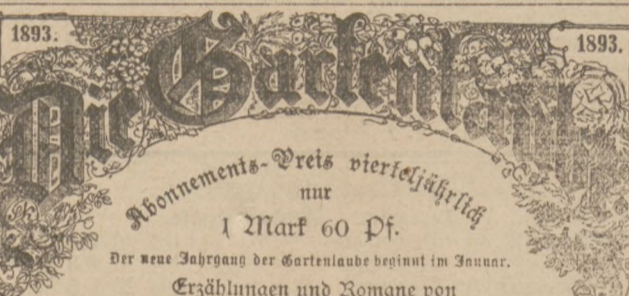 1893.
1893.
Die Gartenlaube
Abonnements-Preis vierteljährlich
nur
1 Mark 60 Pf.
Der neue Jahrgang der Gartenlaube beginnt im Januar.
Erzählungen und Romane von